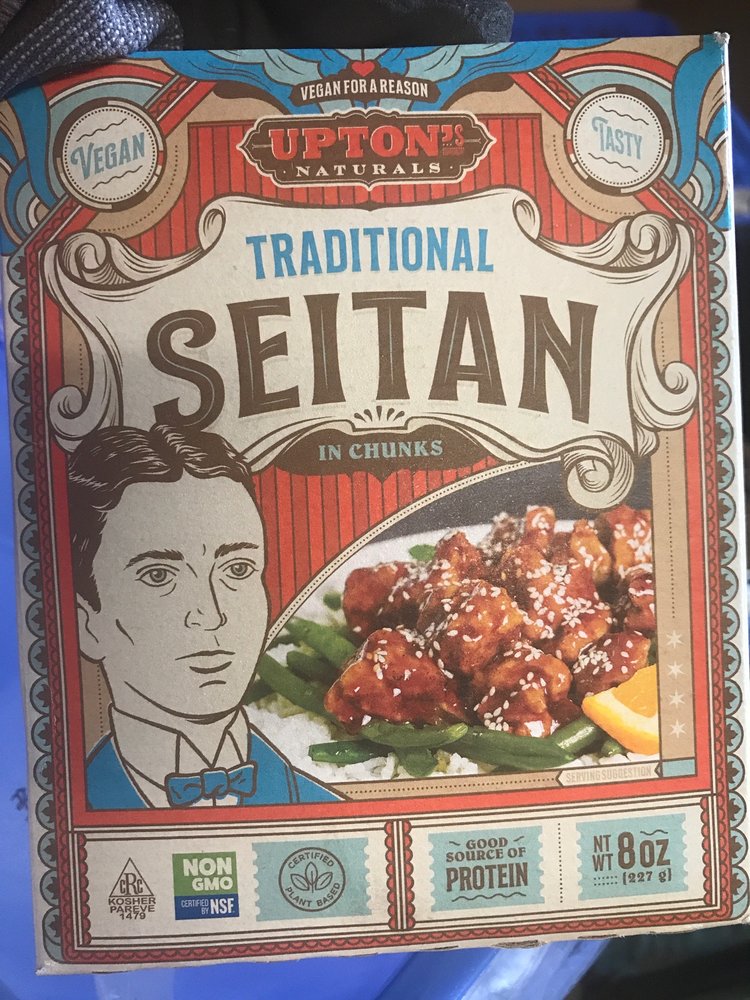 VEGAN FOR A REASON
VEGAN
UPTON'S
NATURALS
TASTY
TRADITIONAL
SEITAN
IN CHUNKS
SERVING SUGGESTION
CRC
KOSHER
PAREVE
1479
NON
GMO
CERTIFIED
BY NSF
CERTIFIED
PLANT BASED
GOOD
SOURCE OF
PROTEIN
NT
WT 8 OZ
[227 g]